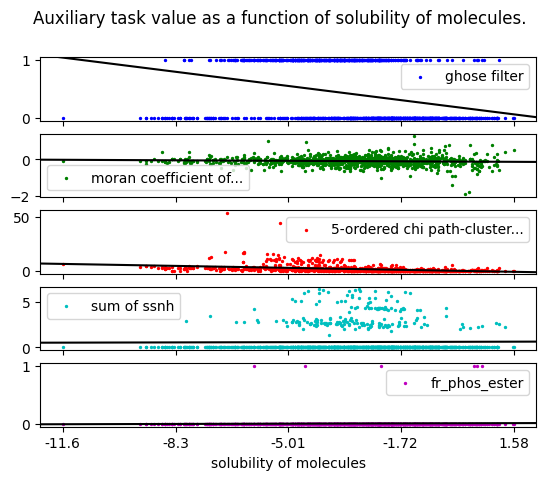 Auxiliary task value as a function of solubility of molecules.
1
0
ghose filter
0
−2
moran coefficient of...
50
0
5-ordered chi path-cluster...
5
0
sum of ssnh
1
0
fr_phos_ester
-11.6 -8.3 -5.01 -1.72 1.58
solubility of molecules